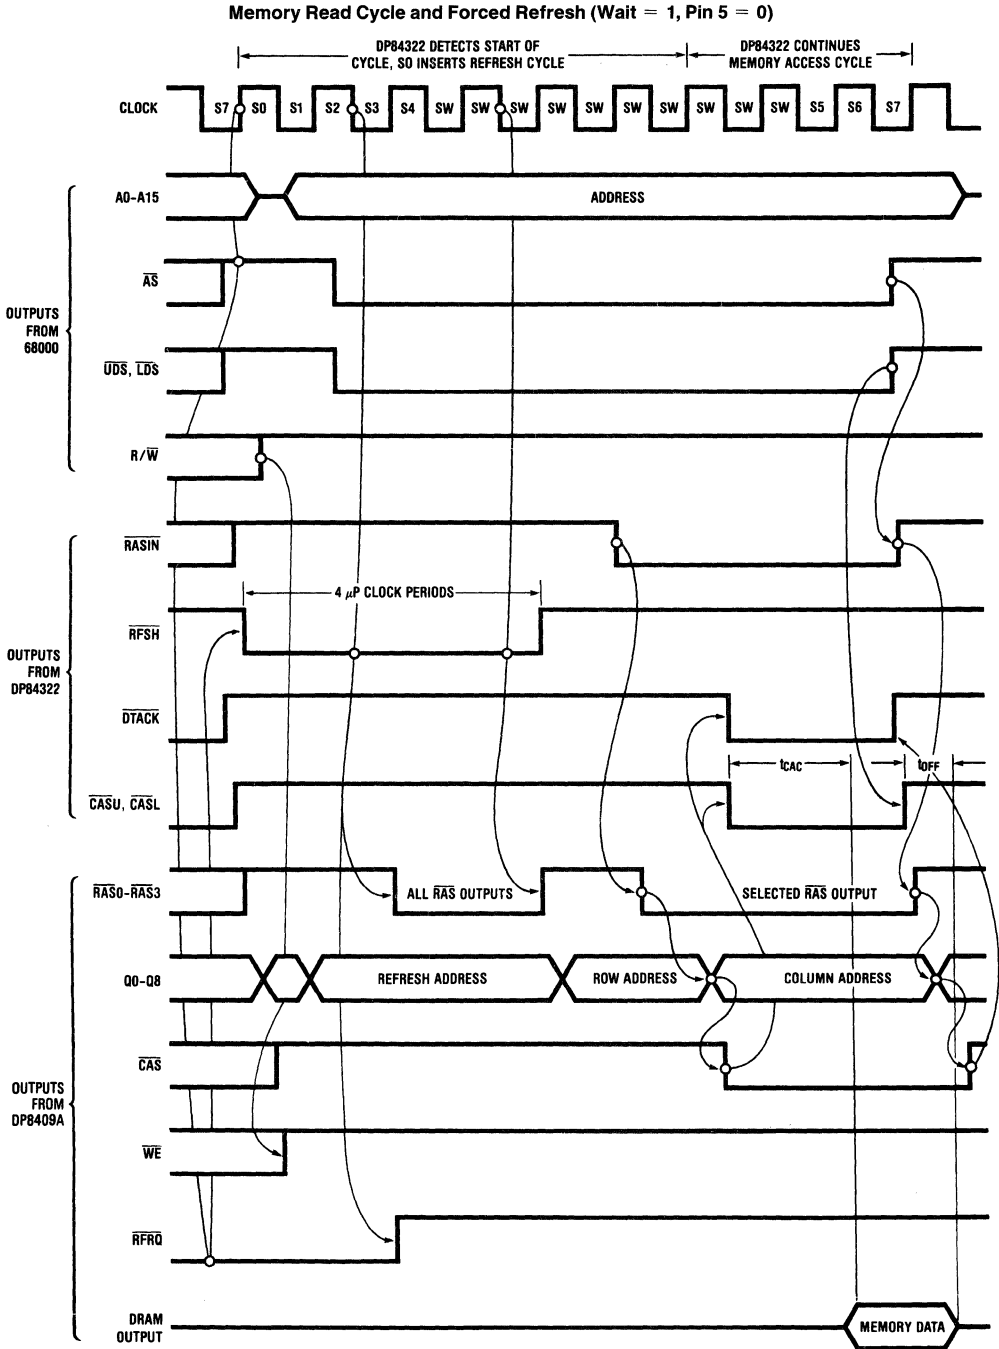 Memory Read Cycle and Forced Refresh (Wait = 1, Pin 5 = 0)
DP84322 DETECTS START OF
CYCLE, SO INSERTS REFRESH CYCLE
DP84322 CONTINUES
MEMORY ACCESS CYCLE
CLOCK
S7 S0 S1 S2 S3 S4 SW SW SW SW SW SW SW SW SW S5 S6 S7
A0-A15
ADDRESS
AS
OUTPUTS
FROM
68000
UDS, LDS
R/W
RASIN
4 μP CLOCK PERIODS
RFSH
OUTPUTS
FROM
DP84322
DTACK
tCAC
tOFF
CASU, CASL
RAS0-RAS3
ALL RAS OUTPUTS
SELECTED RAS OUTPUT
Q0-Q8
REFRESH ADDRESS
ROW ADDRESS
COLUMN ADDRESS
CAS
OUTPUTS
FROM
DP8409A
WE
RFRQ
DRAM
OUTPUT
MEMORY DATA